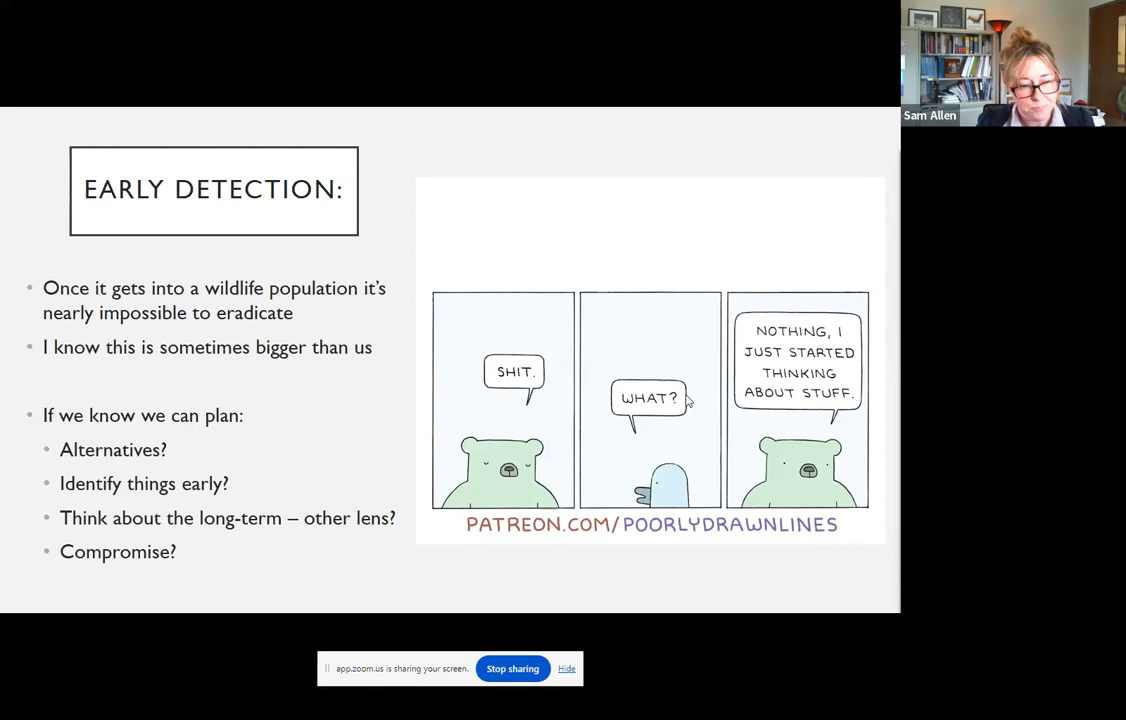 Sam Allen
EARLY DETECTION:
• Once it gets into a wildlife population it's
nearly impossible to eradicate
• I know this is sometimes bigger than us
• If we know we can plan:
• Alternatives?
• Identify things early?
• Think about the long-term – other lens?
• Compromise?
SHIT.
WHAT?
NOTHING, I
JUST STARTED
THINKING
ABOUT STUFF.
PATREON.COM/POORLYDRAWNLINES
app.zoom.us is sharing your screen.
Stop sharing
Hide